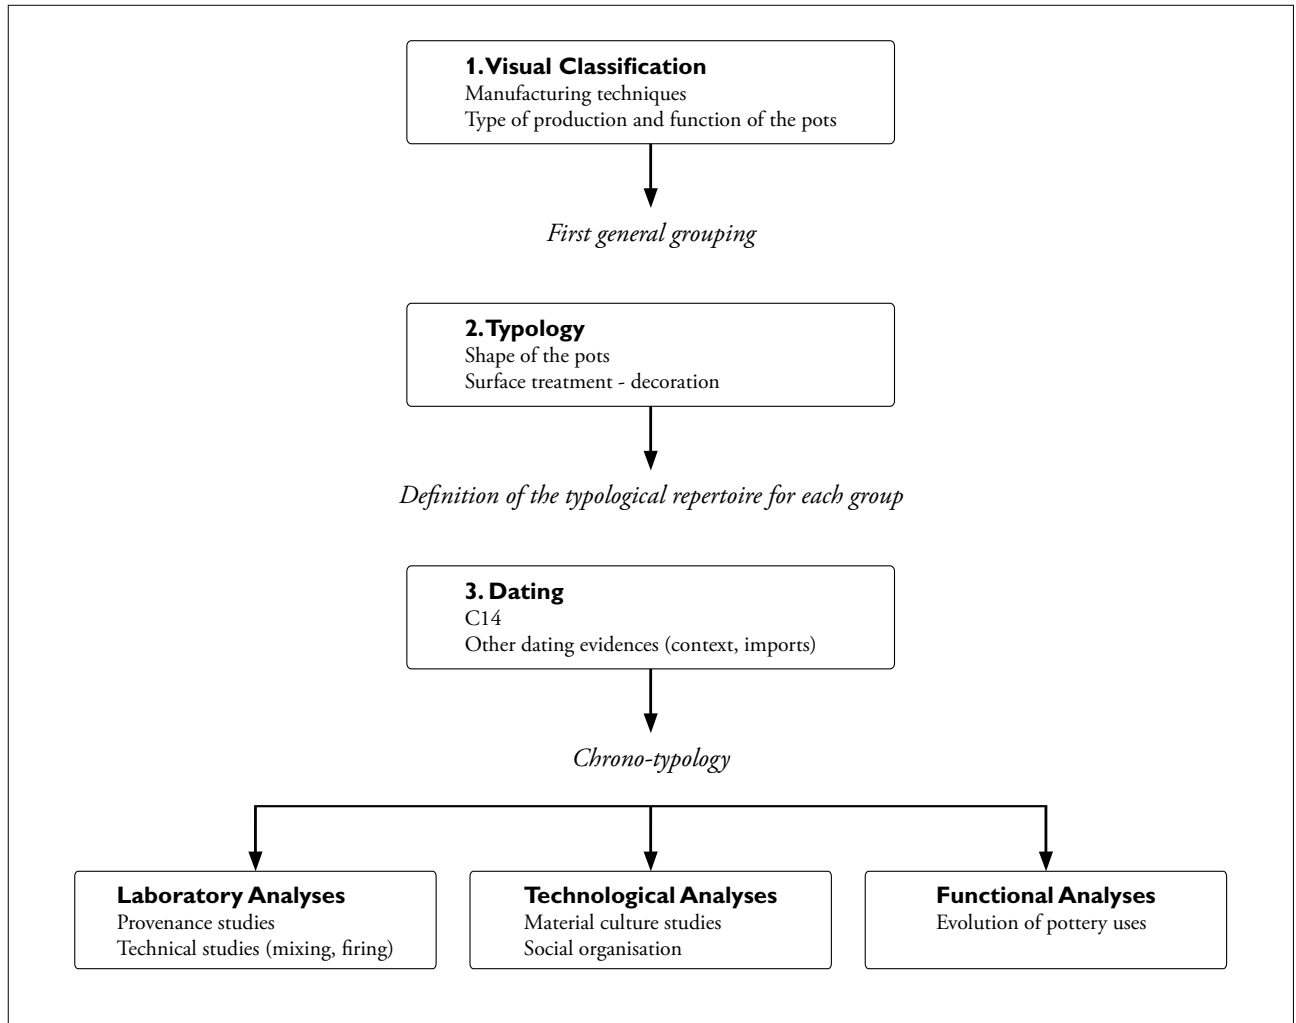 1. Visual Classification
Manufacturing techniques
Type of production and function of the pots
First general grouping
2. Typology
Shape of the pots
Surface treatment - decoration
Definition of the typological repertoire for each group
3. Dating
C14
Other dating evidences (context, imports)
Chrono-typology
Laboratory Analyses
Provenance studies
Technical studies (mixing, firing)
Technological Analyses
Material culture studies
Social organisation
Functional Analyses
Evolution of pottery uses